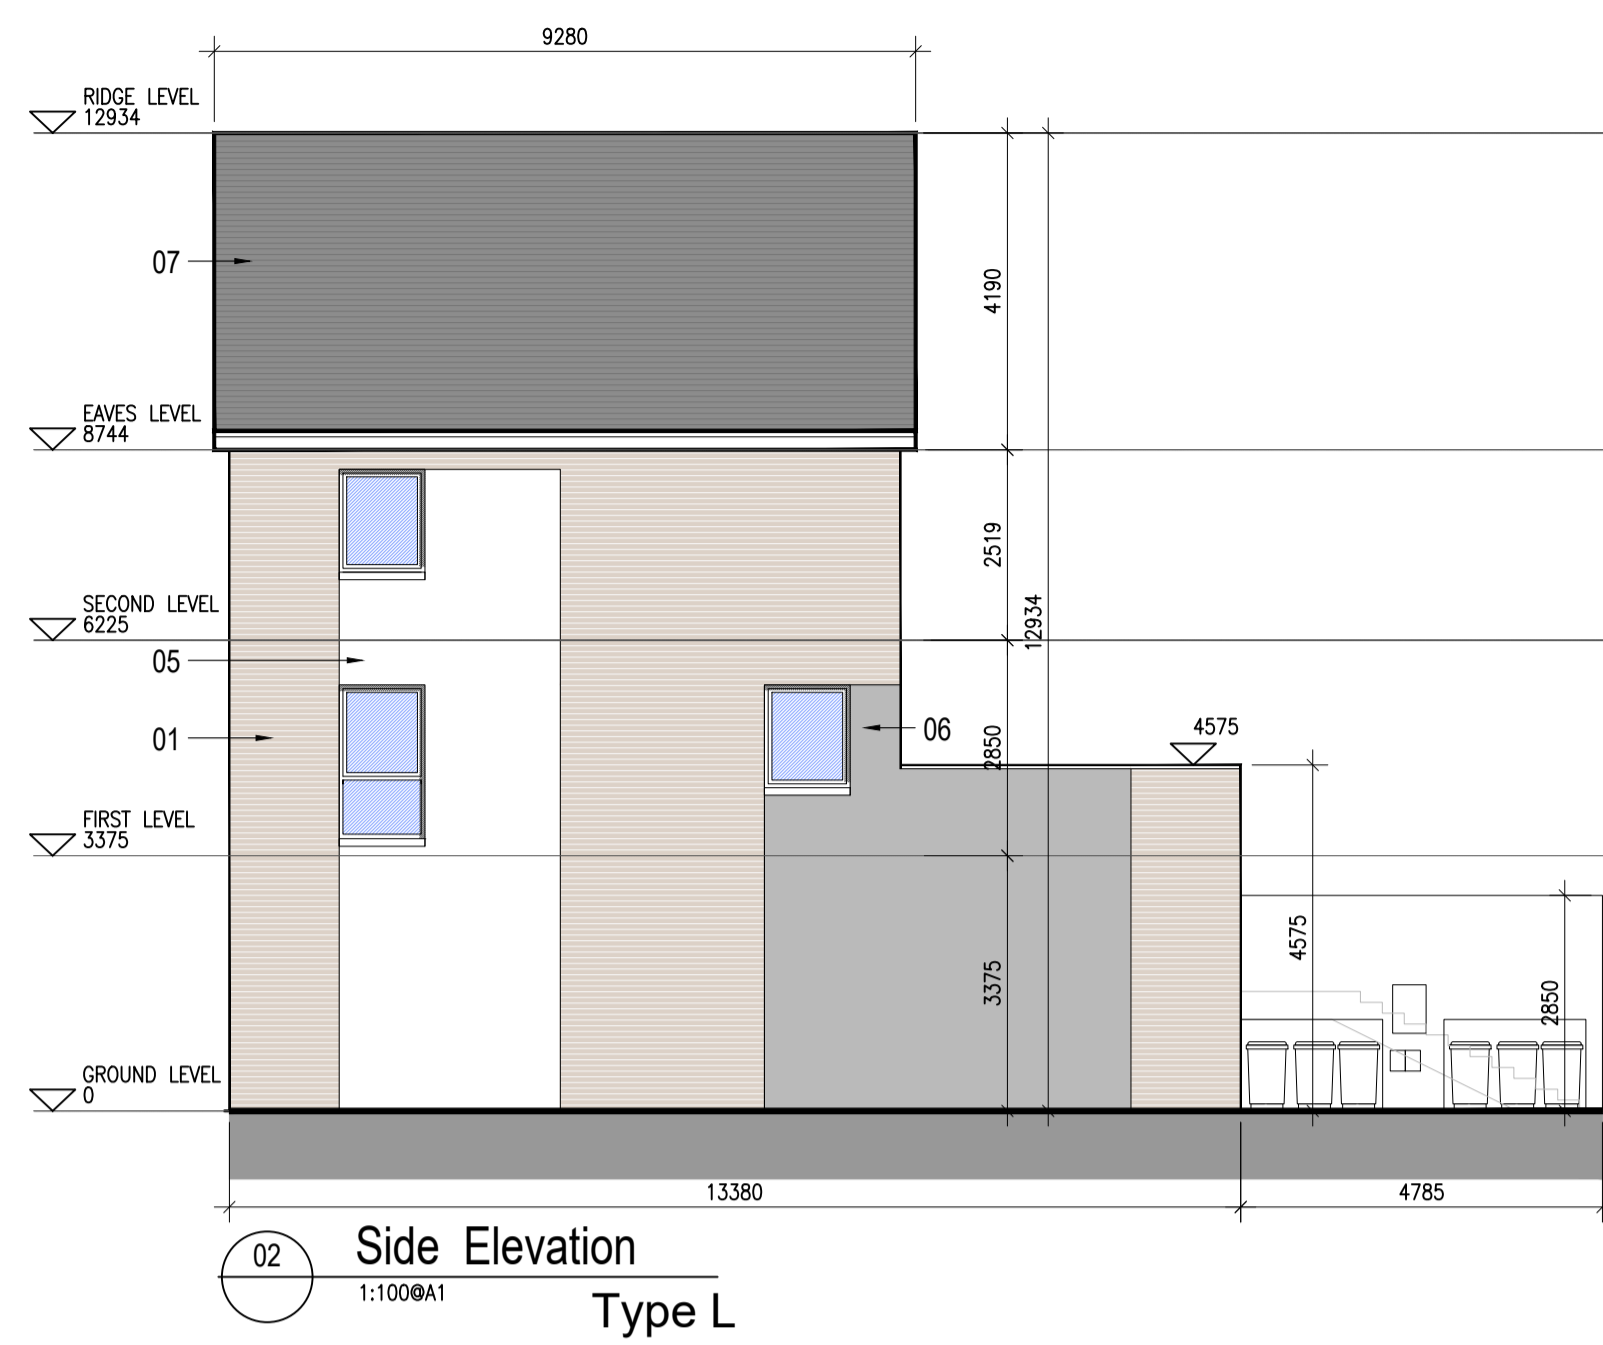 9280
RIDGE LEVEL
12934
07
4190
EAVES LEVEL
8744
2519
SECOND LEVEL
6225
12934
05
01
06
2850
4575
FIRST LEVEL
3375
4575
3375
2850
GROUND LEVEL
0
13380
4785
02
Side Elevation
1:100@A1
Type L